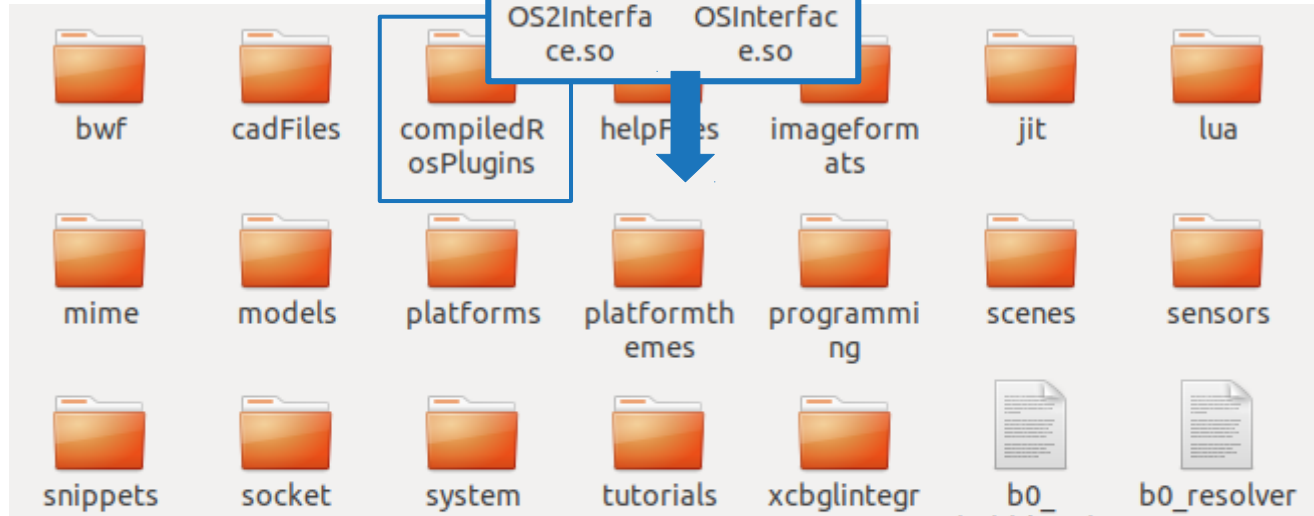 OS2Interfa OSInterfac
ce.so e.so
bwf cadFiles compiledR imageform jit lua
osPlugins ats
mime models platforms platformth programmi scenes sensors
emes ng
snippets socket system tutorials xcbglintegr b0_ b0_resolver